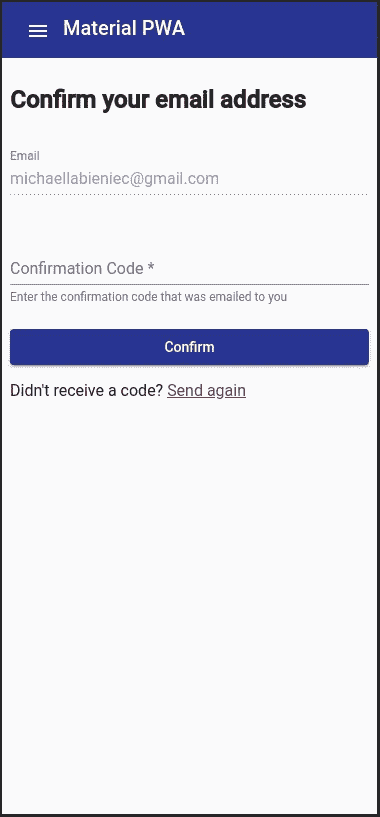 Material PWA
Confirm your email address
Email
michaellabieniec@gmail.com
Confirmation Code *
Enter the confirmation code that was emailed to you
Confirm
Didn't receive a code? Send again